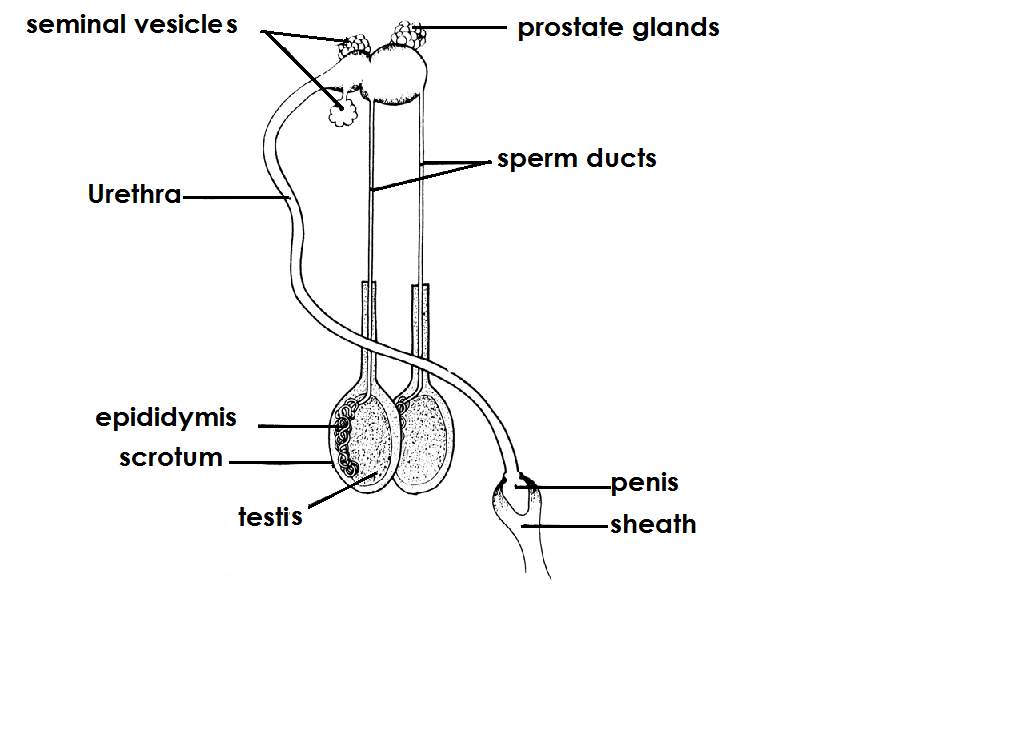 seminal vesicles
prostate glands
sperm ducts
Urethra
epididymis
scrotum
testis
penis
sheath